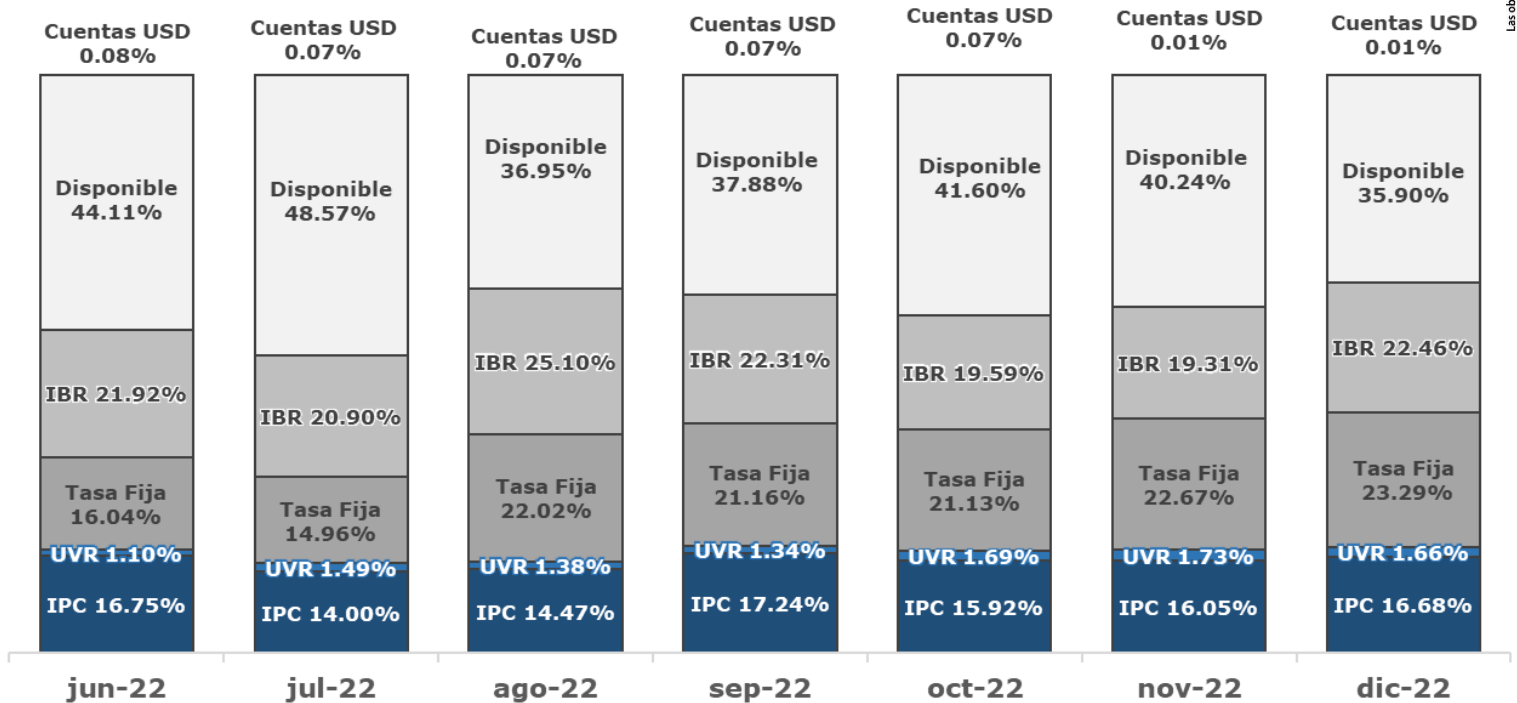 Las ob
Cuentas USD
0.08%
Disponible
44.11%
IBR 21.92%
Tasa Fija
16.04%
UVR 1.10%
IPC 16.75%
jun-22
Cuentas USD
0.07%
Disponible
48.57%
IBR 20.90%
Tasa Fija
14.96%
UVR 1.49%
IPC 14.00%
jul-22
Cuentas USD
0.07%
Disponible
36.95%
IBR 25.10%
Tasa Fija
22.02%
UVR 1.38%
IPC 14.47%
ago-22
Cuentas USD
0.07%
Disponible
37.88%
IBR 22.31%
Tasa Fija
21.16%
UVR 1.34%
IPC 17.24%
sep-22
Cuentas USD
0.07%
Disponible
41.60%
IBR 19.59%
Tasa Fija
21.13%
UVR 1.69%
IPC 15.92%
oct-22
Cuentas USD
0.01%
Disponible
40.24%
IBR 19.31%
Tasa Fija
22.67%
UVR 1.73%
IPC 16.05%
nov-22
Cuentas USD
0.01%
Disponible
35.90%
IBR 22.46%
Tasa Fija
23.29%
UVR 1.66%
IPC 16.68%
dic-22